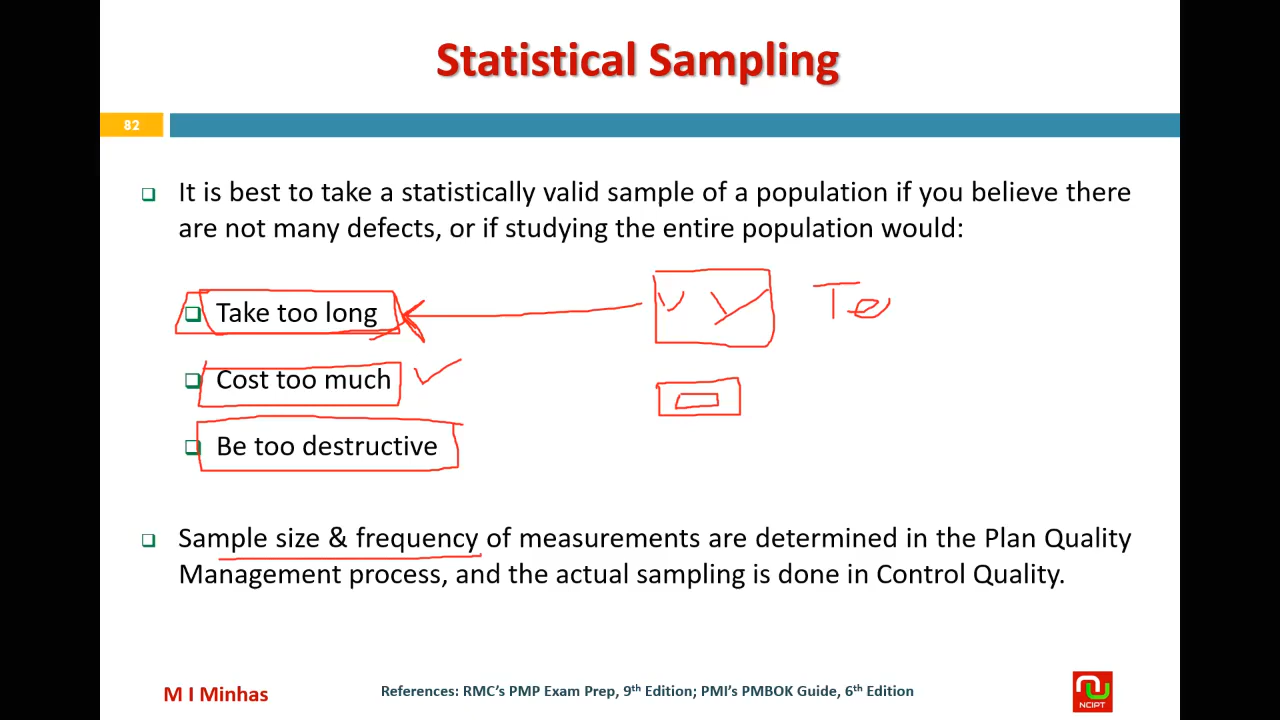 Statistical Sampling
82
It is best to take a statistically valid sample of a population if you believe there
are not many defects, or if studying the entire population would:
Take too long
Te
Cost too much
Be too destructive
Sample size & frequency of measurements are determined in the Plan Quality
Management process, and the actual sampling is done in Control Quality.
M I Minhas
References: RMC's PMP Exam Prep, 9th Edition; PMI's PMBOK Guide, 6th Edition
NCIPT